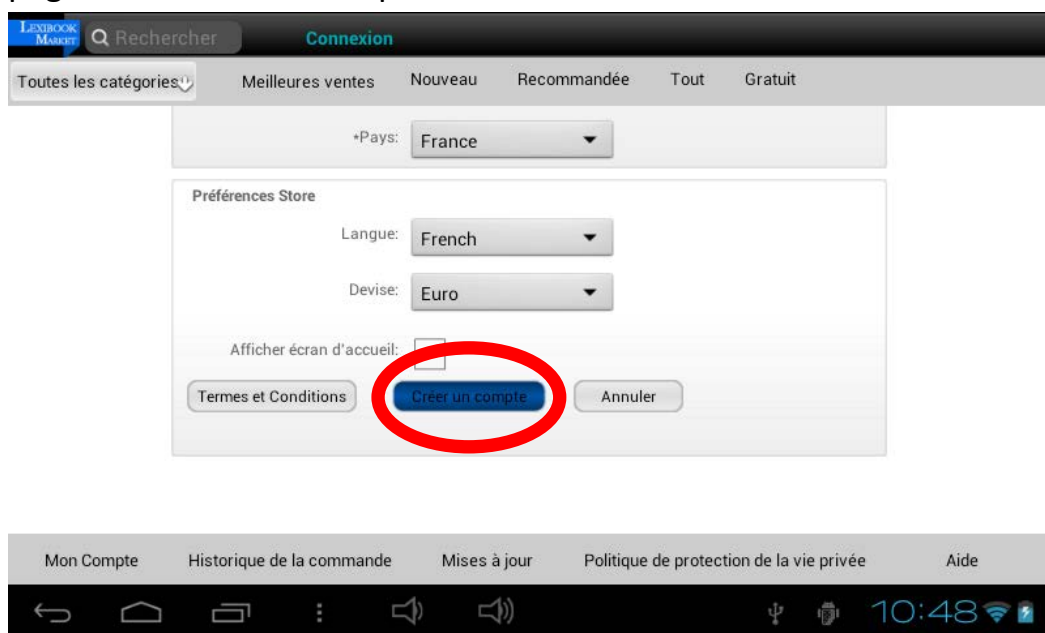 LEXIBOOK
MARKET
Rechercher
Connexion
Toutes les catégories
Meilleures ventes
Nouveau
Recommandée
Tout
Gratuit
*Pays:
France
Préférences Store
Langue:
French
Devise:
Euro
Afficher écran d'accueil:
Termes et Conditions
Créer un compte
Annuler
Mon Compte
Historique de la commande
Mises à jour
Politique de protection de la vie privée
Aide
10:48